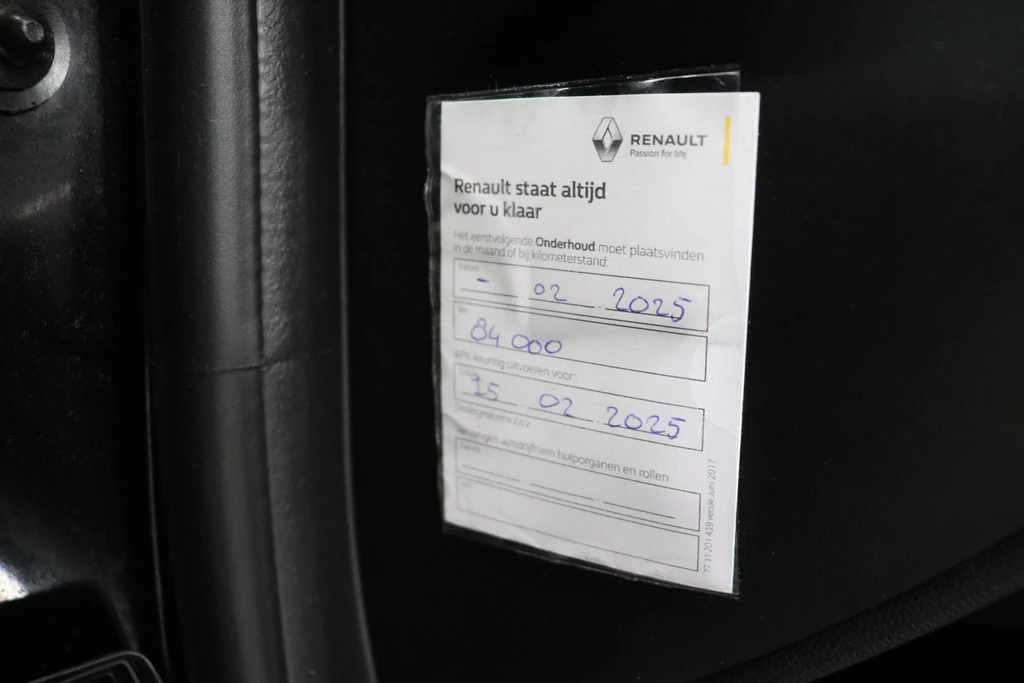 RENAULT
Passion for life
Renault staat altijd
voor u klaar
Het eerstvolgende Onderhoud moet plaatsvinden
in de maand of bij kilometerstand:
Datum
- 02 2025
km
84 000
APK-keuring uitvoeren voor:
Datum
15 02 2025
Vervangen aandrijfriem hulporganen en rollen
Datum
km
77 11 201 439 versie Juni 2017